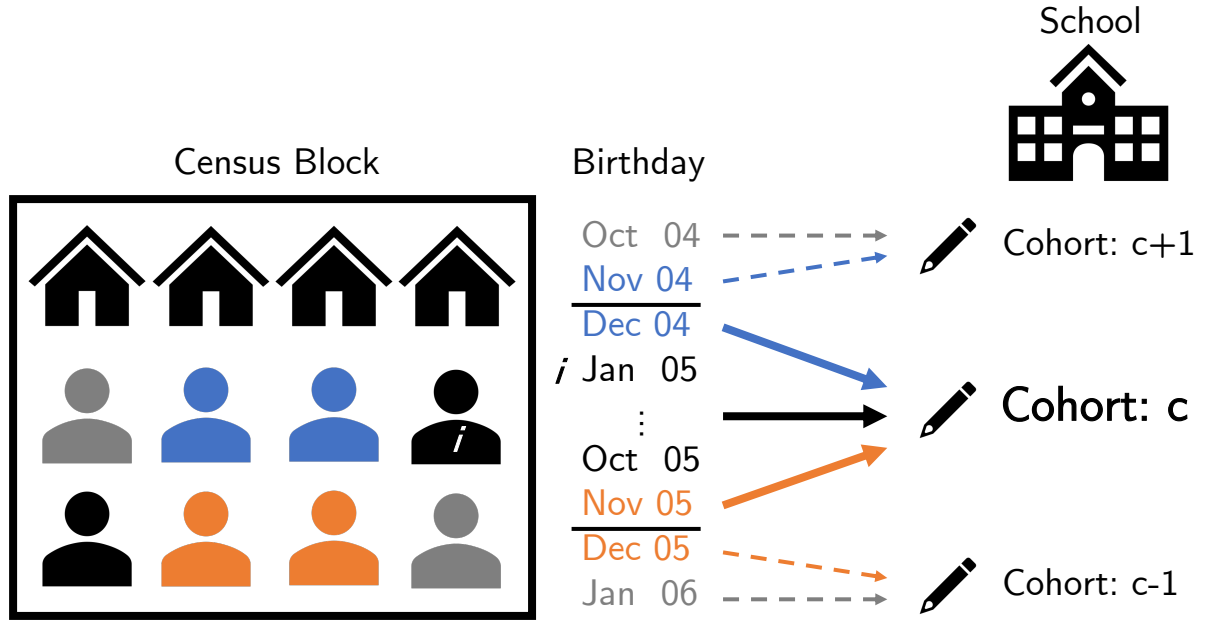 School
Census Block
Birthday
Oct 04
Cohort: c+1
Nov 04
Dec 04
i Jan 05
Cohort: c
⋮
i
Oct 05
Nov 05
Dec 05
Cohort: c-1
Jan 06